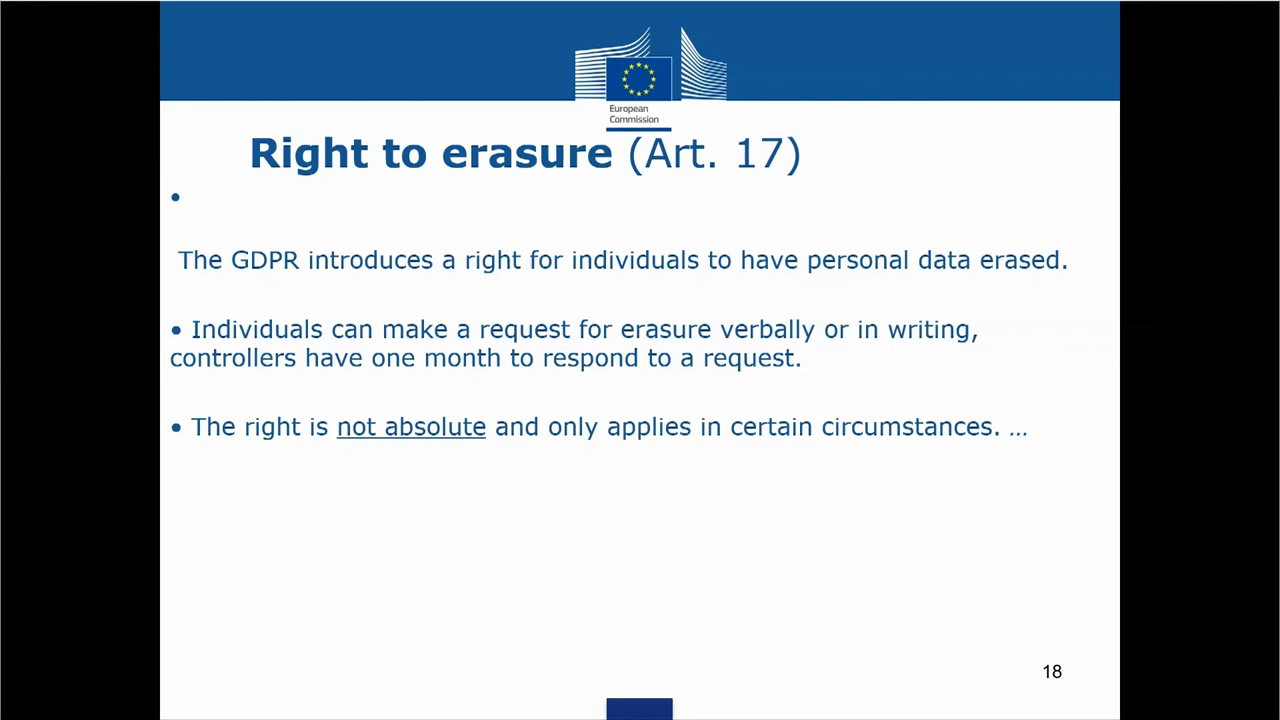 European
Commission
Right to erasure (Art. 17)
•
The GDPR introduces a right for individuals to have personal data erased.
• Individuals can make a request for erasure verbally or in writing,
controllers have one month to respond to a request.
• The right is not absolute and only applies in certain circumstances. …
18